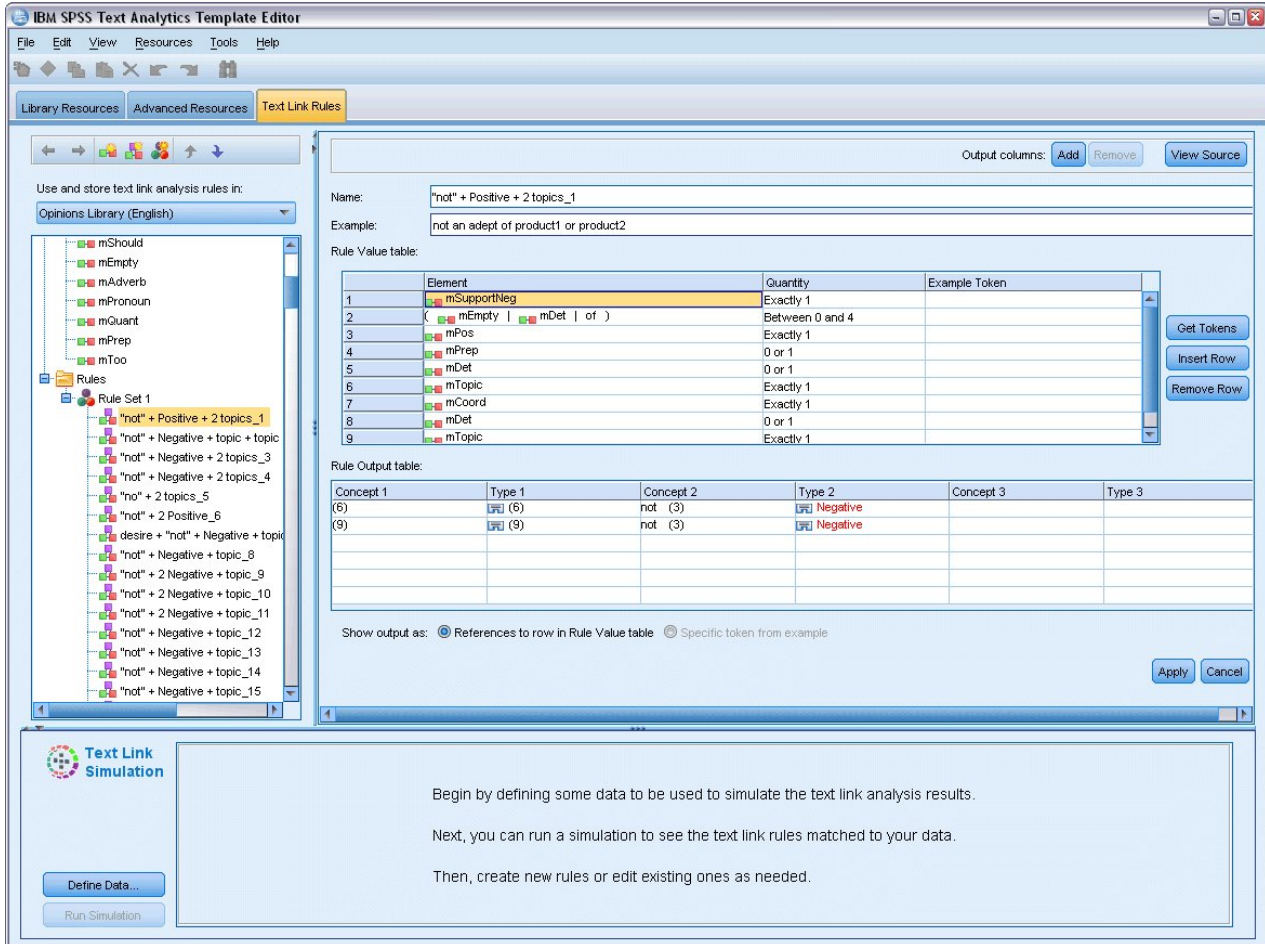 IBM SPSS Text Analytics Template Editor
File Edit View Resources Tools Help
Library Resources Advanced Resources Text Link Rules
Output columns: Add Remove View Source
Use and store text link analysis rules in:
Opinions Library (English)
mShould
mEmpty
mAdverb
mPronoun
mQuant
mPrep
mToo
Rules
Rule Set 1
"not" + Positive + 2 topics_1
"not" + Negative + topic + topic
"not" + Negative + 2 topics_3
"not" + Negative + 2 topics_4
"no" + 2 topics_5
"not" + 2 Positive_6
desire + "not" + Negative + topic
"not" + Negative + topic_8
"not" + 2 Negative + topic_9
"not" + 2 Negative + topic_10
"not" + 2 Negative + topic_11
"not" + Negative + topic_12
"not" + Negative + topic_13
"not" + Negative + topic_14
"not" + Negative + topic_15
Name: "not" + Positive + 2 topics_1
Example: not an adept of product1 or product2
Rule Value table:
Element Quantity Example Token
1 mSupportNeg Exactly 1
2 ( mEmpty | mDet | of ) Between 0 and 4
3 mPos Exactly 1
4 mPrep 0 or 1
5 mDet 0 or 1
6 mTopic Exactly 1
7 mCoord Exactly 1
8 mDet 0 or 1
9 mTopic Exactly 1
Get Tokens
Insert Row
Remove Row
Rule Output table:
Concept 1 Type 1 Concept 2 Type 2 Concept 3 Type 3
(6) (6) not (3) Negative
(9) (9) not (3) Negative
Show output as: References to row in Rule Value table Specific token from example
Apply Cancel
Text Link
Simulation
Define Data...
Run Simulation
Begin by defining some data to be used to simulate the text link analysis results.
Next, you can run a simulation to see the text link rules matched to your data.
Then, create new rules or edit existing ones as needed.